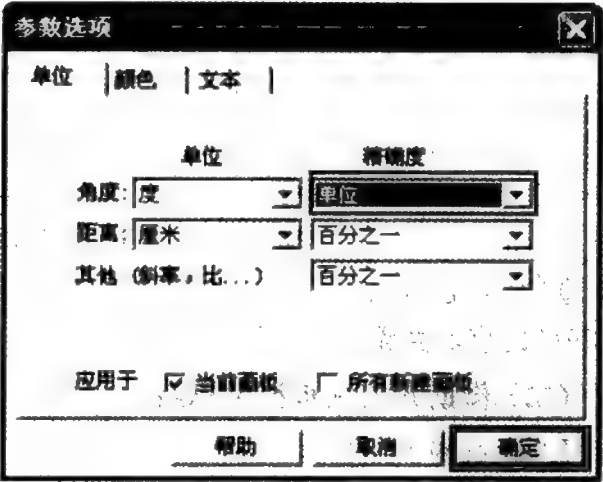 参数选项
单位 颜色 文本
单位 精确度
角度: 度 单位
距离: 厘米 百分之一
其他 (斜率，比...) 百分之一
应用于 当前画板 所有新建画板
帮助 取消 确定